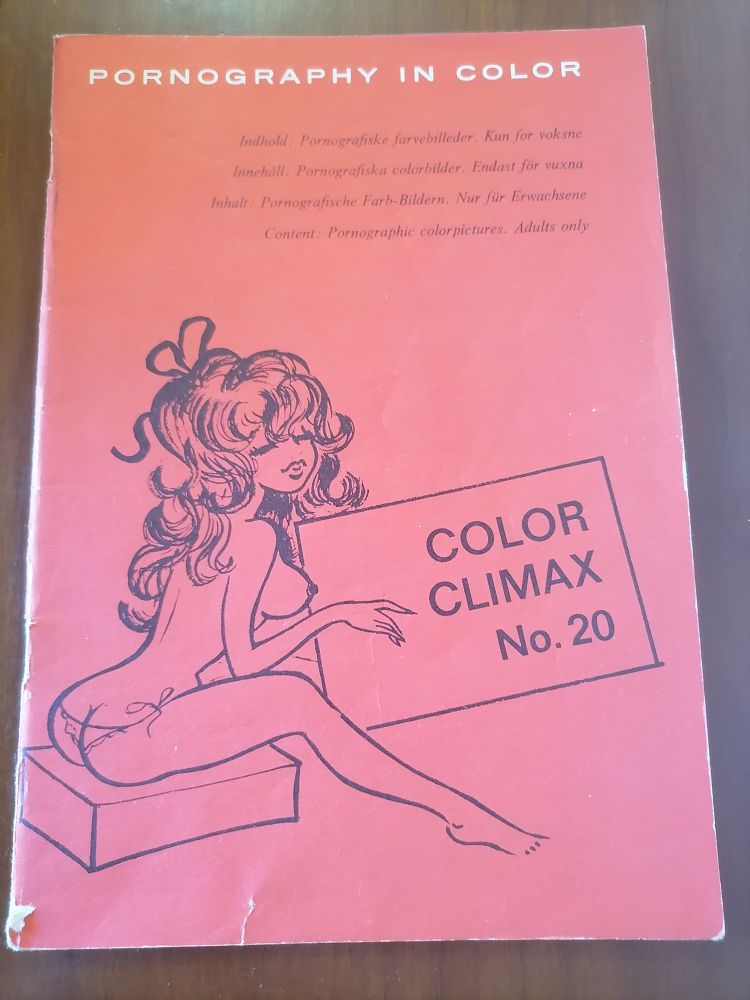 PORNOGRAPHY IN COLOR
Indhold: Pornografiske farvebilleder. Kun for voksne
Innehåll: Pornografiska colorbilder. Endast för vuxna
Inhalt: Pornografische Farb-Bildern. Nur für Erwachsene
Content: Pornographic colorpictures. Adults only
COLOR
CLIMAX
No. 20